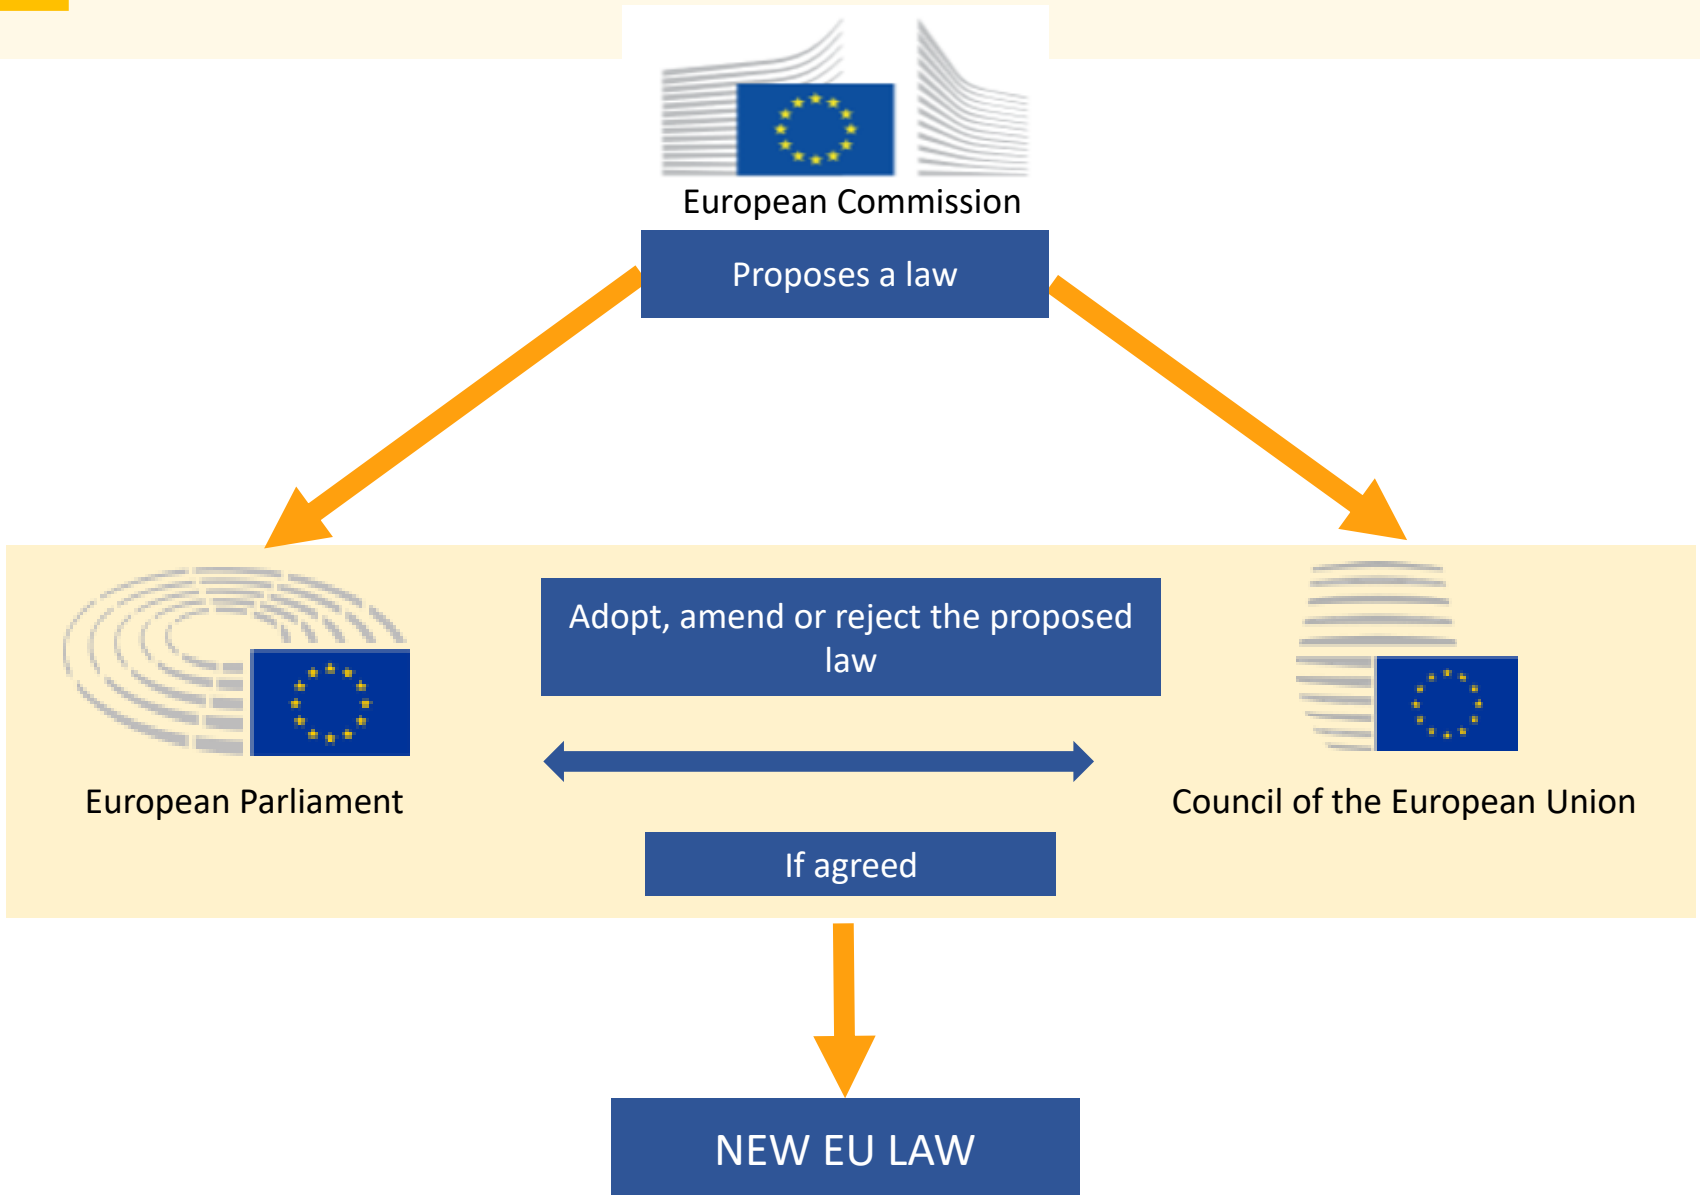 European Commission
Proposes a law
Adopt, amend or reject the proposed
law
European Parliament
Council of the European Union
If agreed
NEW EU LAW